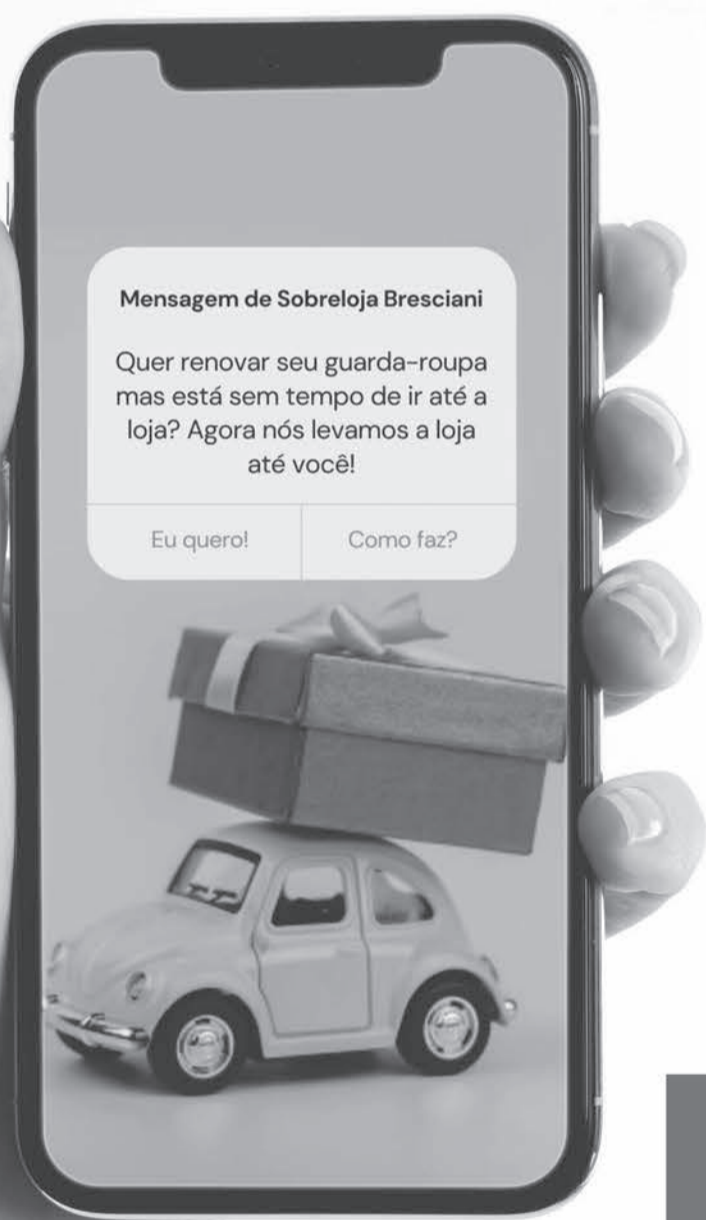 Mensagem de Sobreloja Bresciani
Quer renovar seu guarda-roupa
mas está sem tempo de ir até a
loja? Agora nós levamos a loja
até você!
Eu quero!
Como faz?